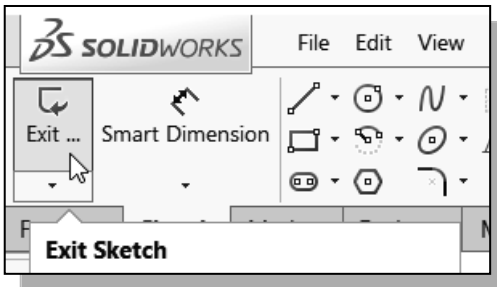 SOLIDWORKS File Edit View
Exit ... Smart Dimension
Exit Sketch